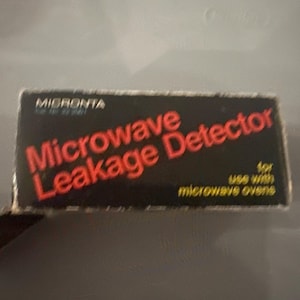 MICRONTA
Microwave
Leakage Detector
for
use with
microwave ovens